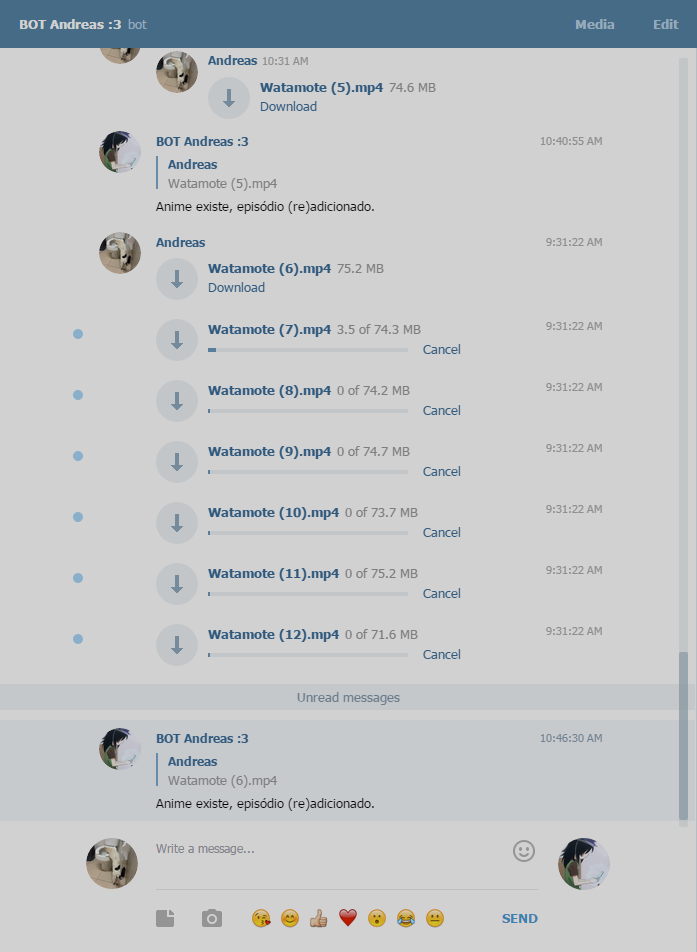 BOT Andreas :3 bot Media Edit
Andreas 10:31 AM
Watamote (5).mp4 74.6 MB
Download
BOT Andreas :3 10:40:55 AM
Andreas
Watamote (5).mp4
Anime existe, episódio (re)adicionado.
Andreas 9:31:22 AM
Watamote (6).mp4 75.2 MB
Download
Watamote (7).mp4 3.5 of 74.3 MB 9:31:22 AM
Cancel
Watamote (8).mp4 0 of 74.2 MB 9:31:22 AM
Cancel
Watamote (9).mp4 0 of 74.7 MB 9:31:22 AM
Cancel
Watamote (10).mp4 0 of 73.7 MB 9:31:22 AM
Cancel
Watamote (11).mp4 0 of 75.2 MB 9:31:22 AM
Cancel
Watamote (12).mp4 0 of 71.6 MB 9:31:22 AM
Cancel
Unread messages
BOT Andreas :3 10:46:30 AM
Andreas
Watamote (6).mp4
Anime existe, episódio (re)adicionado.
Write a message...
SEND